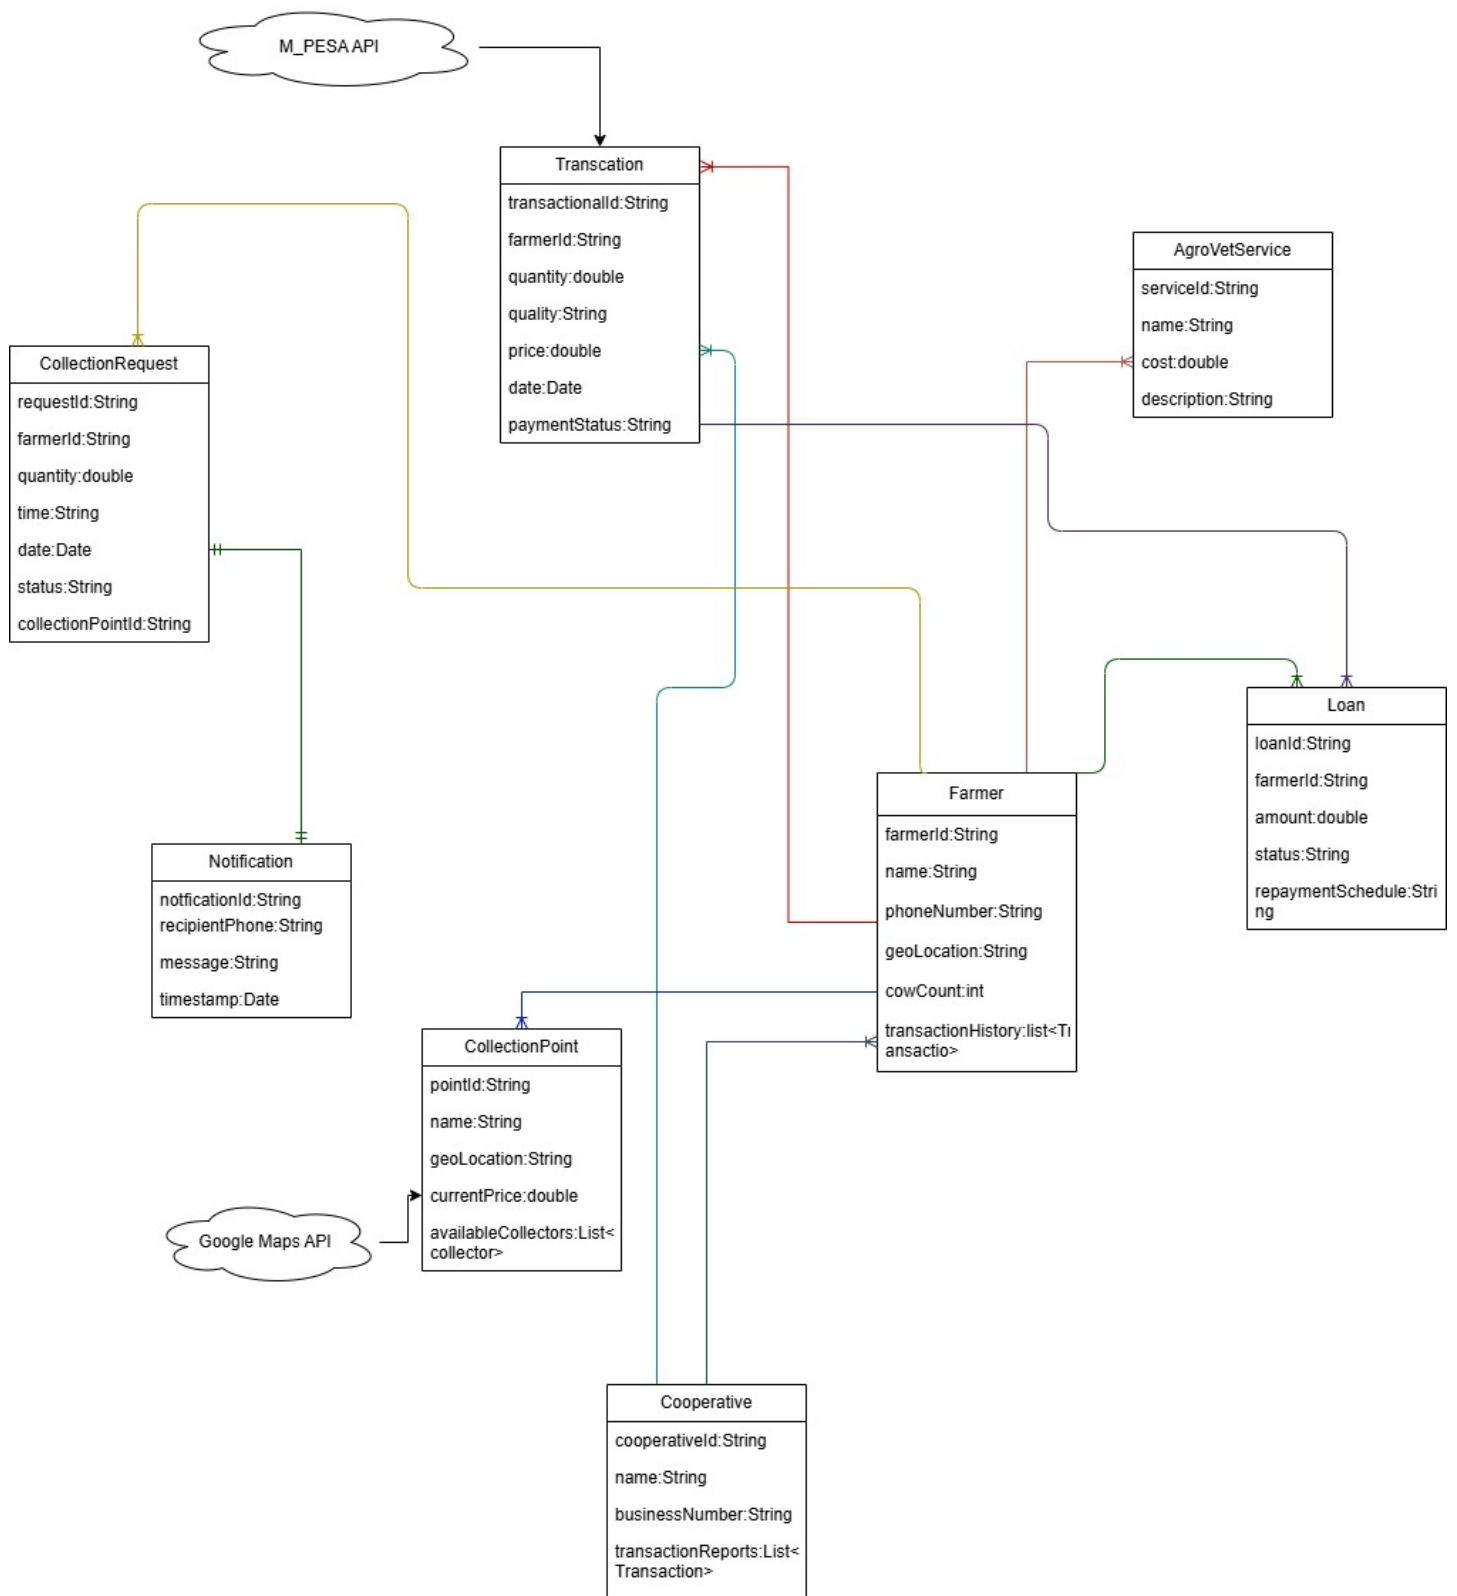 M_PESA API
Transcation
transactionalId:String
farmerId:String
quantity:double
quality:String
price:double
date:Date
paymentStatus:String
AgroVetService
serviceId:String
name:String
cost:double
description:String
CollectionRequest
requestId:String
farmerId:String
quantity:double
time:String
date:Date
status:String
collectionPointId:String
Loan
loanId:String
farmerId:String
amount:double
status:String
repaymentSchedule:Stri
ng
Farmer
farmerId:String
name:String
phoneNumber:String
geoLocation:String
cowCount:int
transactionHistory:list<Tr
ansactio>
Notification
notficationId:String
recipientPhone:String
message:String
timestamp:Date
CollectionPoint
pointId:String
name:String
geoLocation:String
currentPrice:double
availableCollectors:List<
collector>
Google Maps API
Cooperative
cooperativeId:String
name:String
businessNumber:String
transactionReports:List<
Transaction>